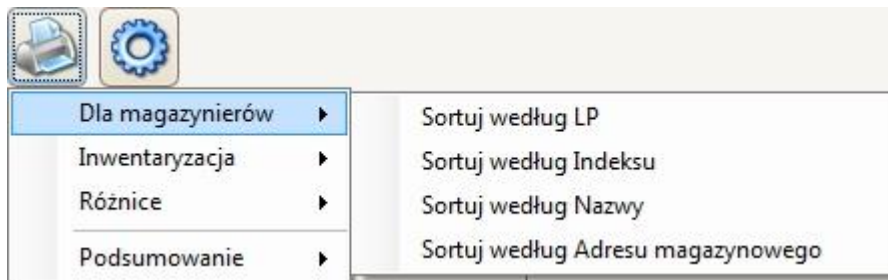 Dla magazynierów
Inwentaryzacja
Różnice
Podsumowanie
Sortuj według LP
Sortuj według Indeksu
Sortuj według Nazwy
Sortuj według Adresu magazynowego